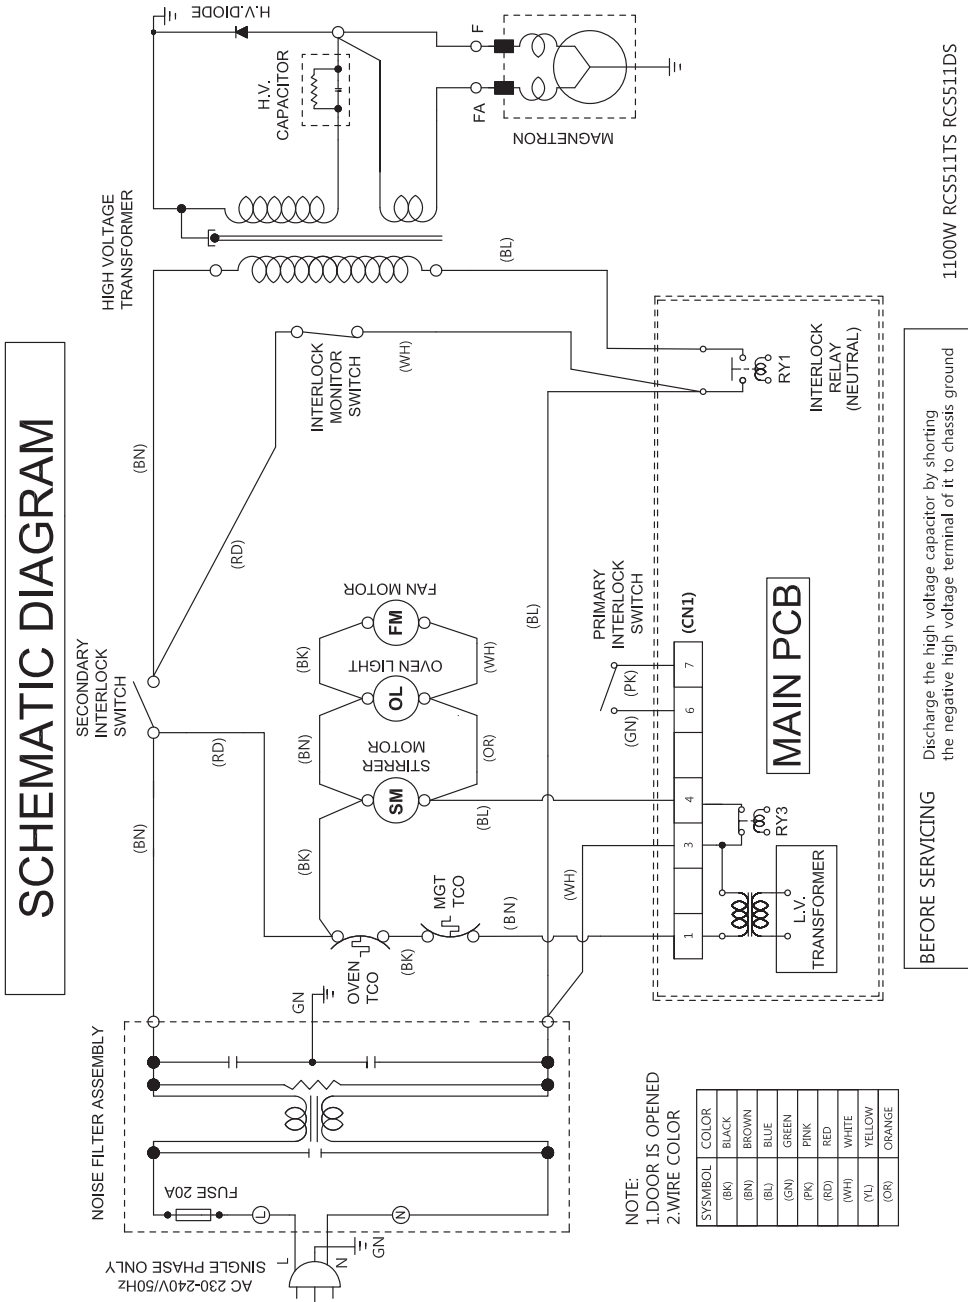 SCHEMATIC DIAGRAM
NOISE FILTER ASSEMBLY
AC 230-240V/50Hz
SINGLE PHASE ONLY
L
N
GN
FUSE 20A
L
N
GN
(BN)
SECONDARY
INTERLOCK
SWITCH
(RD)
(BN)
(RD)
OVEN
TCO
(BK)
MGT
TCO
(BN)
(BK)
SM
STIRRER
MOTOR
(BL)
(BN)
(OR)
OL
OVEN LIGHT
(BK)
(WH)
FM
FAN MOTOR
INTERLOCK
MONITOR
SWITCH
(WH)
HIGH VOLTAGE
TRANSFORMER
(BL)
H.V.DIODE
H.V.
CAPACITOR
F
FA
MAGNETRON
(WH)
(BL)
PRIMARY
INTERLOCK
SWITCH
(GN)
(PK)
(CN1)
1
3
4
6
7
L.V.
TRANSFORMER
RY3
MAIN PCB
RY1
INTERLOCK
RELAY
(NEUTRAL)
NOTE:
1.DOOR IS OPENED
2.WIRE COLOR
SYSMBOL COLOR
(BK) BLACK
(BN) BROWN
(BL) BLUE
(GN) GREEN
(PK) PINK
(RD) RED
(WH) WHITE
(YL) YELLOW
(OR) ORANGE
BEFORE SERVICING Discharge the high voltage capacitor by shorting
the negative high voltage terminal of it to chassis ground
1100W RCS511TS RCS511DS